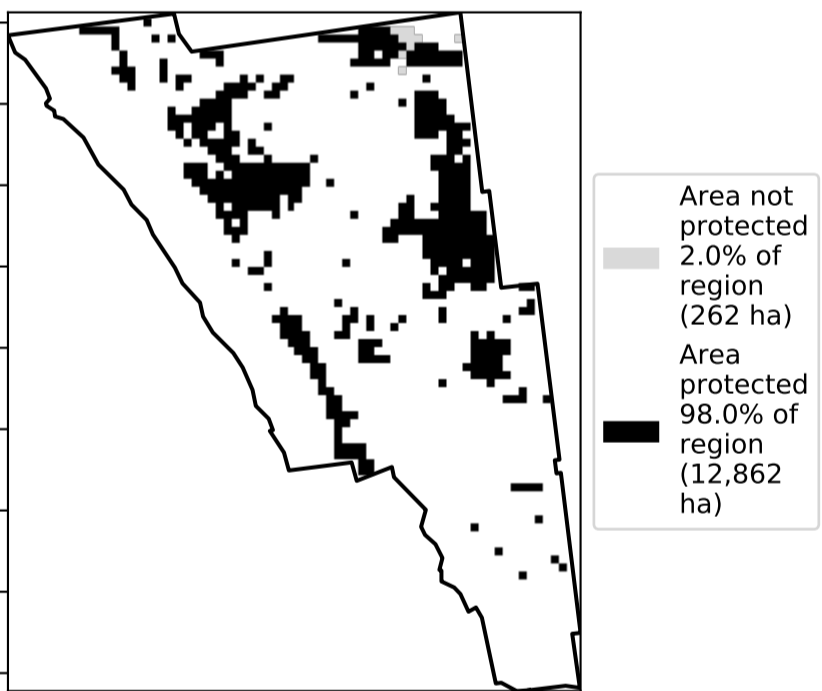 Area not
protected
2.0% of
region
(262 ha)
Area
protected
98.0% of
region
(12,862
ha)